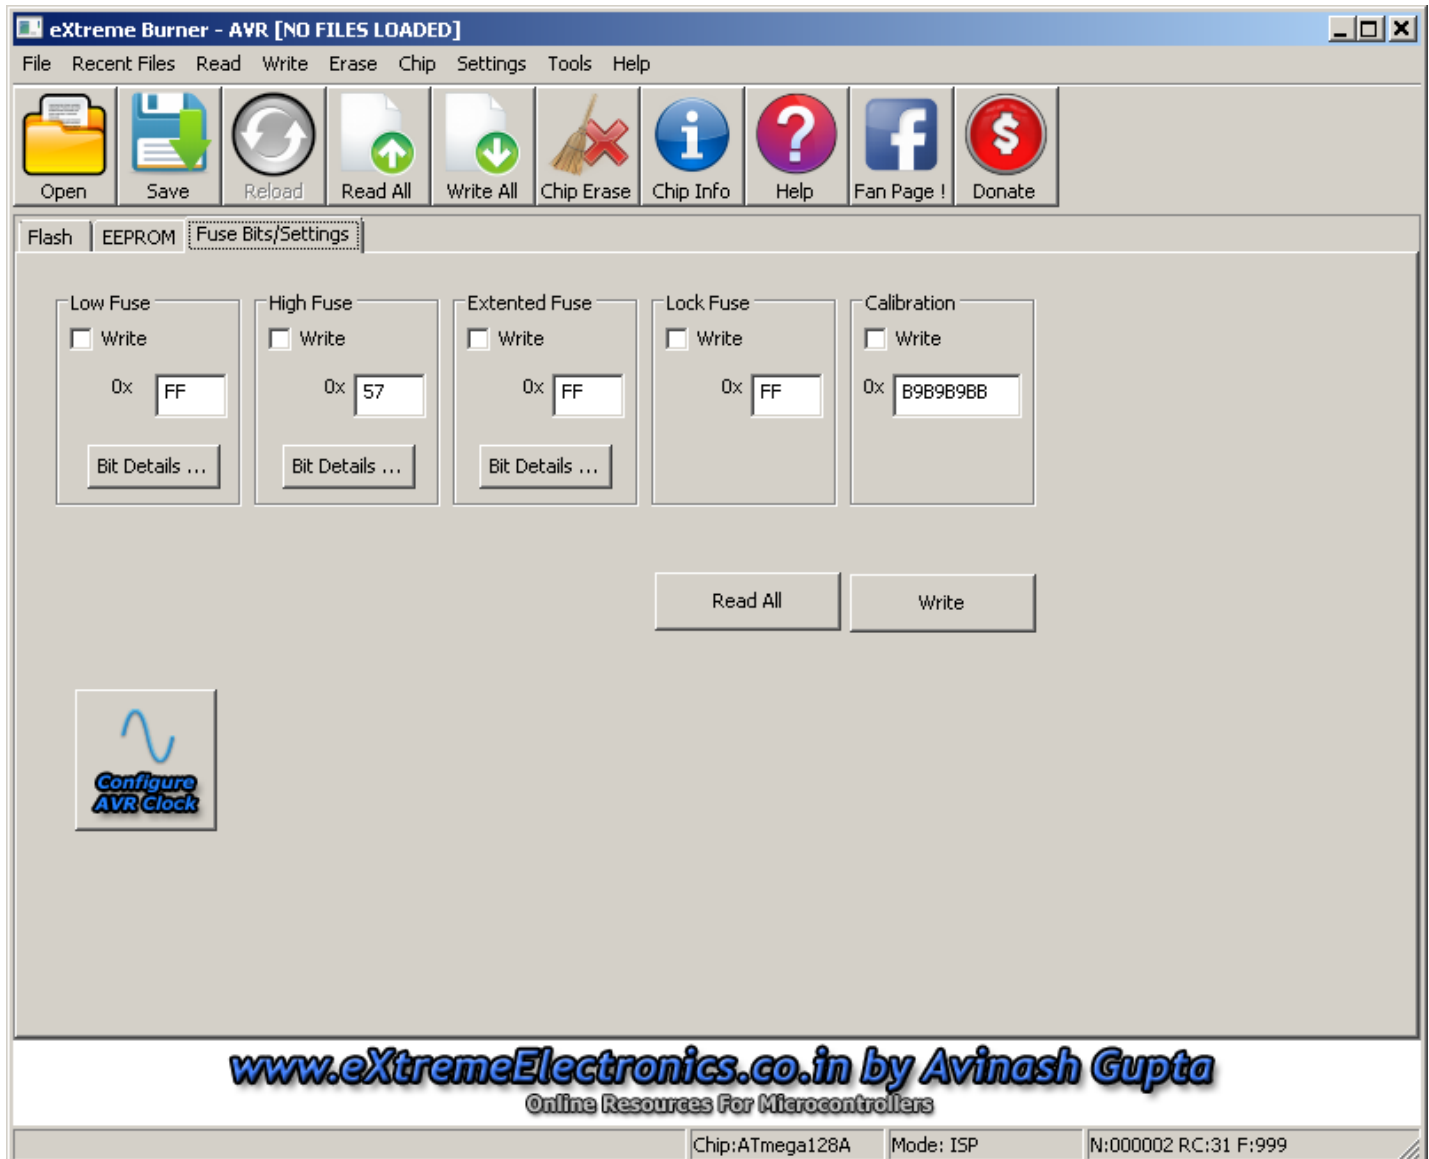 eXtreme Burner - AVR [NO FILES LOADED]
File Recent Files Read Write Erase Chip Settings Tools Help
Open Save Reload Read All Write All Chip Erase Chip Info Help Fan Page ! Donate
Flash EEPROM Fuse Bits/Settings
Low Fuse High Fuse Extented Fuse Lock Fuse Calibration
Write Write Write Write Write
0x FF 0x 57 0x FF 0x FF 0x B9B9B9BB
Bit Details ... Bit Details ... Bit Details ...
Read All Write
Configure
AVR Clock
www.eXtremeElectronics.co.in by Avinash Gupta
Online Resources For Microcontrollers
Chip:ATmega128A Mode: ISP N:000002 RC:31 F:999